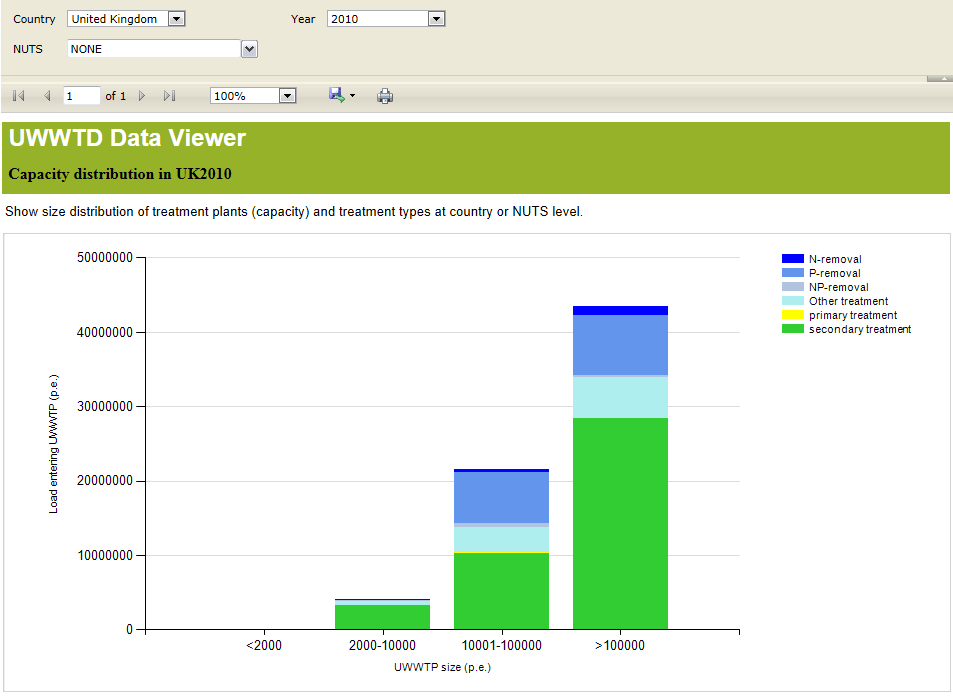 Country United Kingdom Year 2010
NUTS NONE
1 of 1 100%
UWWTD Data Viewer
Capacity distribution in UK2010
Show size distribution of treatment plants (capacity) and treatment types at country or NUTS level.
50000000
40000000
30000000
20000000
10000000
0
Load entering UWWTP (p.e.)
<2000 2000-10000 10001-100000 >100000
UWWTP size (p.e.)
N-removal
P-removal
NP-removal
Other treatment
primary treatment
secondary treatment